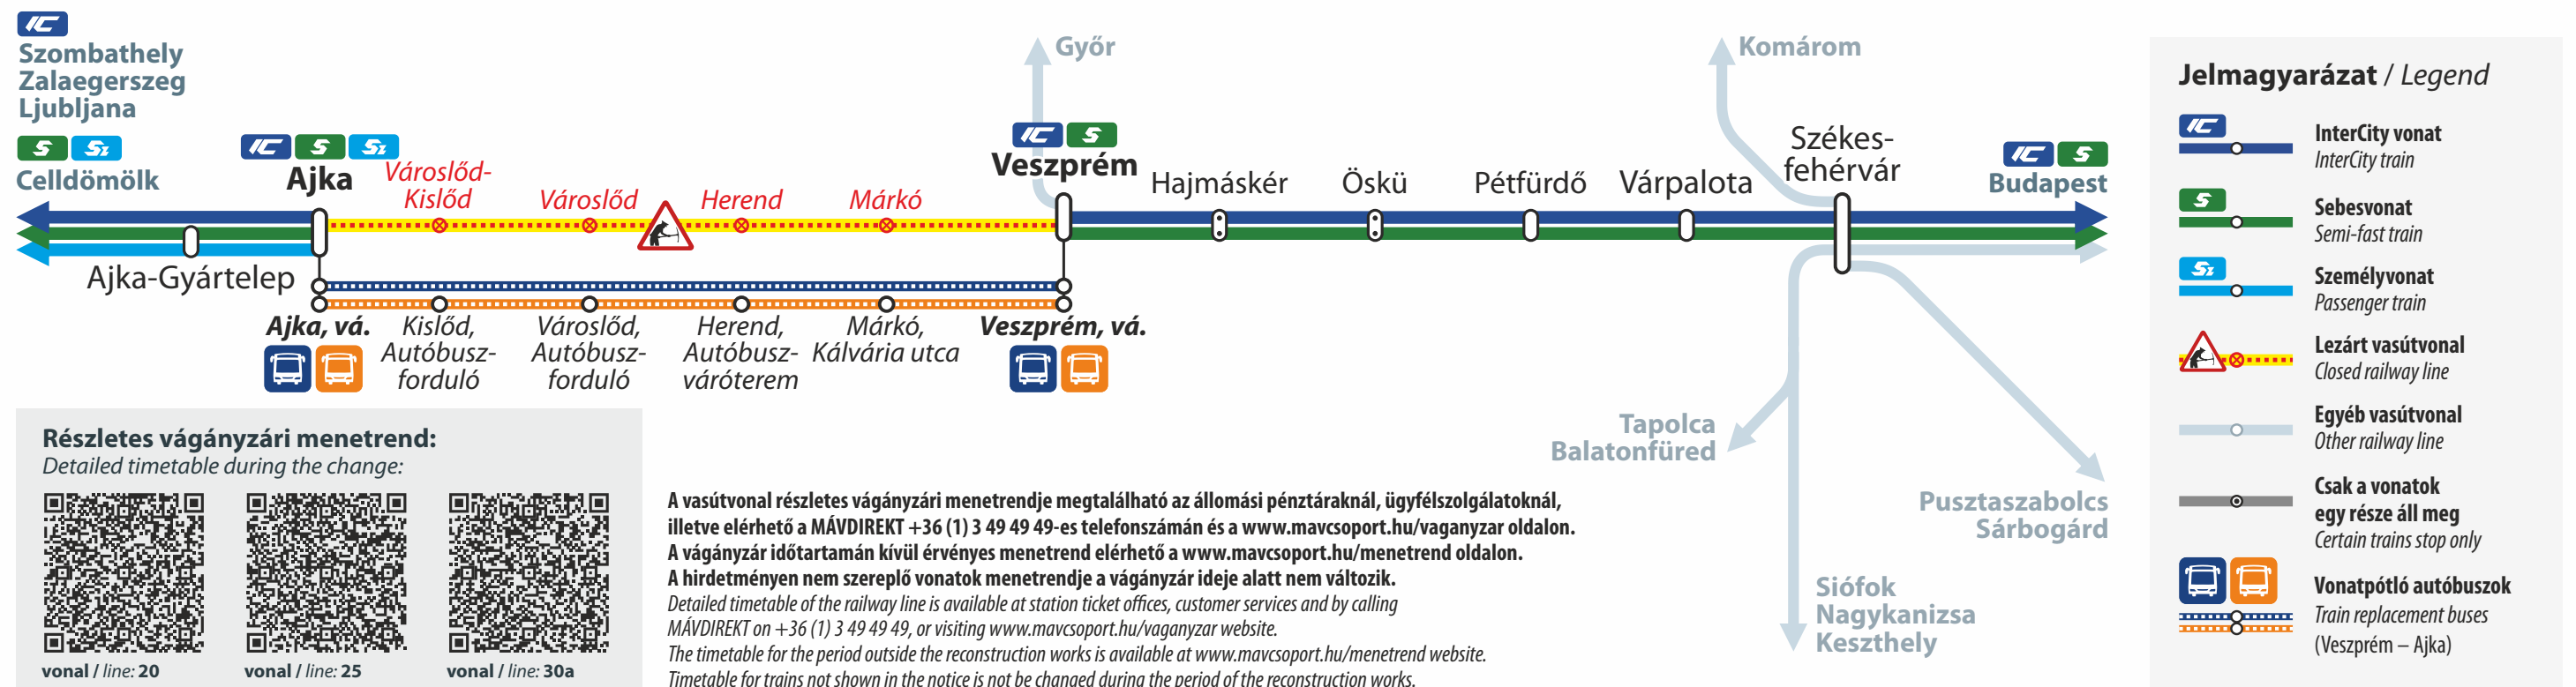 IC
Szombathely
Zalaegerszeg
Ljubljana
S Sz
Celldömölk
IC S Sz
Ajka
Ajka-Gyártelep
Városlőd-
Kislőd
Városlőd
Herend
Márkó
Győr
IC S
Veszprém
Hajmáskér
Öskü
Pétfürdő
Várpalota
Komárom
Székes-
fehérvár
IC S
Budapest
Ajka, vá.
Kislőd,
Autóbusz-
forduló
Városlőd,
Autóbusz-
forduló
Herend,
Autóbusz-
váróterem
Márkó,
Kálvária utca
Veszprém, vá.
Tapolca
Balatonfüred
Pusztaszabolcs
Sárbogárd
Siófok
Nagykanizsa
Keszthely
Részletes vágányzári menetrend:
Detailed timetable during the change:
vonal / line: 20
vonal / line: 25
vonal / line: 30a
A vasútvonal részletes vágányzári menetrendje megtalálható az állomási pénztáraknál, ügyfélszolgálatoknál,
illetve elérhető a MÁVDIREKT +36 (1) 3 49 49 49-es telefonszámán és a www.mavcsoport.hu/vaganyzar oldalon.
A vágányzár időtartamán kívül érvényes menetrend elérhető a www.mavcsoport.hu/menetrend oldalon.
A hirdetményen nem szereplő vonatok menetrendje a vágányzár ideje alatt nem változik.
Detailed timetable of the railway line is available at station ticket offices, customer services and by calling
MÁVDIREKT on +36 (1) 3 49 49 49, or visiting www.mavcsoport.hu/vaganyzar website.
The timetable for the period outside the reconstruction works is available at www.mavcsoport.hu/menetrend website.
Timetable for trains not shown in the notice is not be changed during the period of the reconstruction works.
Jelmagyarázat / Legend
IC
InterCity vonat
InterCity train
S
Sebesvonat
Semi-fast train
Sz
Személyvonat
Passenger train
Lezárt vasútvonal
Closed railway line
Egyéb vasútvonal
Other railway line
Csak a vonatok
egy része áll meg
Certain trains stop only
Vonatpótló autóbuszok
Train replacement buses
(Veszprém – Ajka)